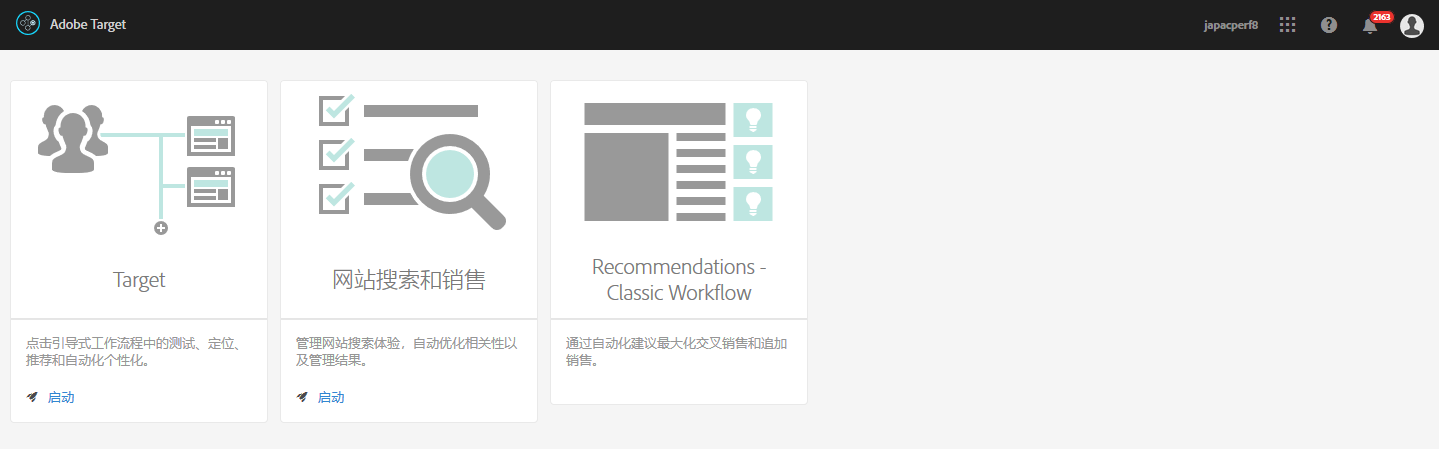 Adobe Target
japacperf8
2163
Target
点击引导式工作流程中的测试、定位、
推荐和自动化个性化。
启动
网站搜索和销售
管理网站搜索体验，自动优化相关性以
及管理结果。
启动
Recommendations -
Classic Workflow
通过自动化建议最大化交叉销售和追加
销售。